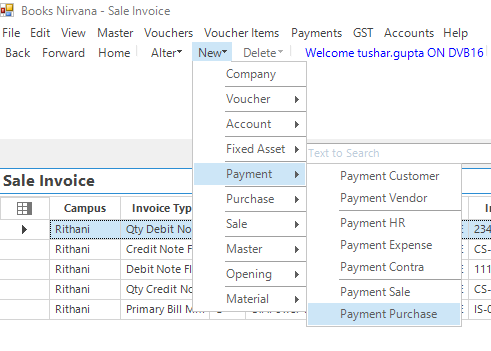 Books Nirvana - Sale Invoice
File Edit View Master Vouchers Voucher Items Payments GST Accounts Help
Back Forward Home Alter New Delete Welcome tushar.gupta ON DVB16
Company
Voucher
Account
Fixed Asset
Payment
Purchase
Sale
Master
Opening
Material
Text to Search
Payment Customer
Payment Vendor
Payment HR
Payment Expense
Payment Contra
Payment Sale
Payment Purchase
Sale Invoice
Campus Invoice Typ
Rithani Qty Debit No 234
Rithani Credit Note F CS-
Rithani Debit Note Fl 111
Rithani Qty Credit No CS-
Rithani Primary Bill M... IS-0